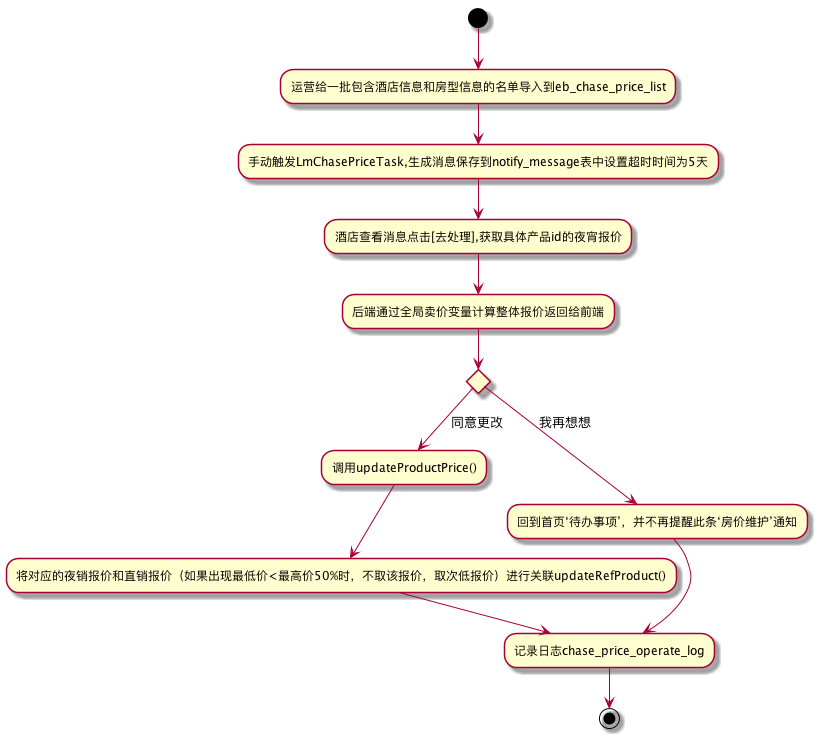 运营给一批包含酒店信息和房型信息的名单导入到eb_chase_price_list
手动触发LmChasePriceTask,生成消息保存到notify_message表中设置超时时间为5天
酒店查看消息点击[去处理],获取具体产品id的夜宵报价
后端通过全局卖价变量计算整体报价返回给前端
同意更改
我再想想
调用updateProductPrice()
回到首页‘待办事项’，并不再提醒此条‘房价维护’通知
将对应的夜销报价和直销报价（如果出现最低价<最高价50%时，不取该报价，取次低报价）进行关联updateRefProduct()
记录日志chase_price_operate_log